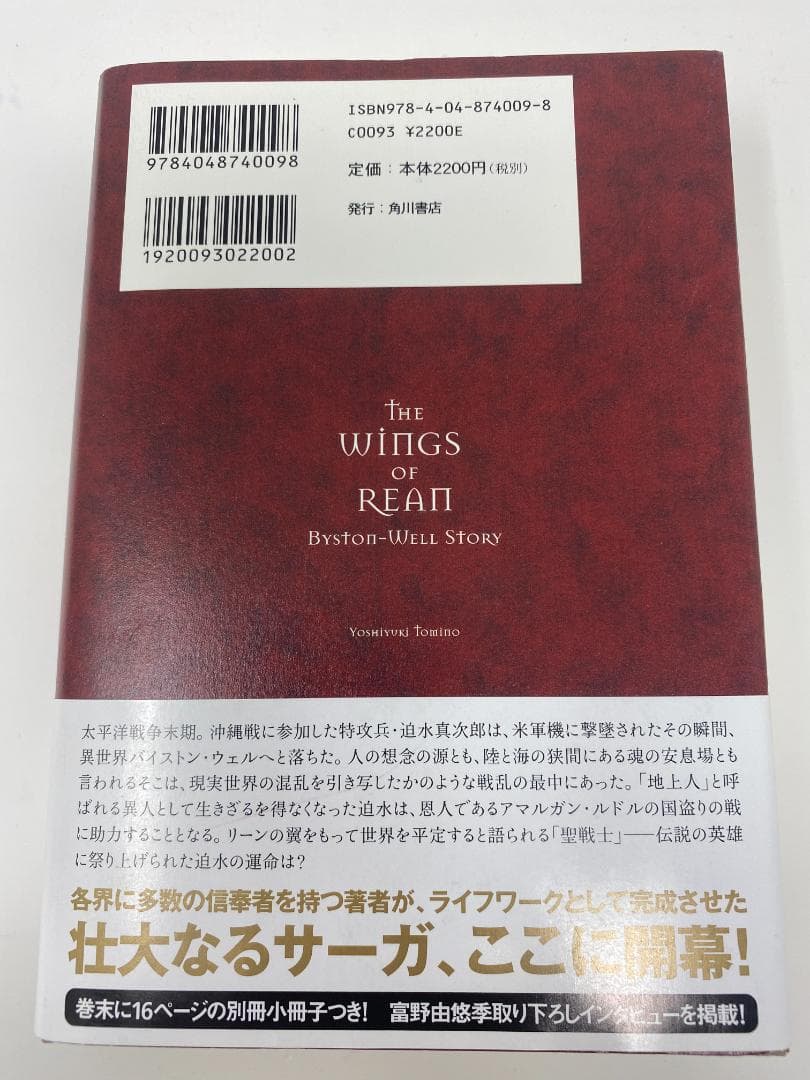 ISBN978-4-04-874009-8
C0093 ¥2200E
9784048740098
定価：本体2200円（税別）
発行：角川書店
1920093022002
THE
WINGS
OF
REAN
BYSTON-WELL STORY
YOSHIYUKI TOMINO
太平洋戦争末期。沖縄戦に参加した特攻兵・迫水真次郎は、米軍機に撃墜されたその瞬間、
異世界バイストン・ウェルへと落ちた。人の想念の源とも、陸と海の狭間にある魂の安息場とも
言われるそこは、現実世界の混乱を引き写したかのような戦乱の最中にあった。「地上人」と呼
ばれる異人として生きざるを得なくなった迫水は、恩人であるアマルガン・ルドルの国盗りの戦
に助力することとなる。リーンの翼をもって世界を平定すると語られる「聖戦士」――伝説の英雄
に祭り上げられた迫水の運命は？
各界に多数の信奉者を持つ著者が、ライフワークとして完成させた
壮大なるサーガ、ここに開幕！
巻末に16ページの別冊小冊子つき！ 富野由悠季取り下ろしインタビューを掲載！